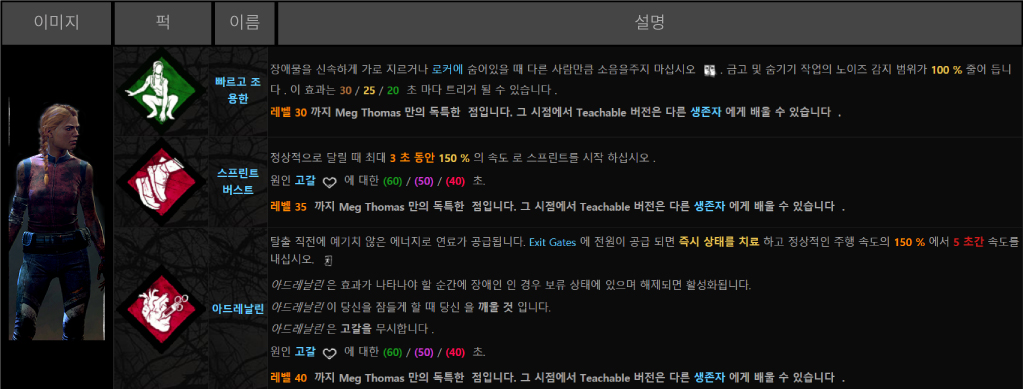 이미지 퍽 이름 설명
빠르고 조용한
장애물을 신속하게 가로 지르거나 로커에 숨어있을 때 다른 사람만큼 소음을주지 마십시오 . 금고 및 숨기기 작업의 노이즈 감지 범위가 100 % 줄어 듭니
다 . 이 효과는 30 / 25 / 20 초 마다 트리거 될 수 있습니다 .
레벨 30 까지 Meg Thomas 만의 독특한 점입니다. 그 시점에서 Teachable 버전은 다른 생존자 에게 배울 수 있습니다 .
스프린트
버스트
정상적으로 달릴 때 최대 3 초 동안 150 % 의 속도 로 스프린트를 시작 하십시오 .
원인 고갈 에 대한 (60) / (50) / (40) 초.
레벨 35 까지 Meg Thomas 만의 독특한 점입니다. 그 시점에서 Teachable 버전은 다른 생존자 에게 배울 수 있습니다 .
아드레날린
탈출 직전에 예기치 않은 에너지로 연료가 공급됩니다. Exit Gates 에 전원이 공급 되면 즉시 상태를 치료 하고 정상적인 주행 속도의 150 % 에서 5 초간 속도를
내십시오.
아드레날린 은 효과가 나타나야 할 순간에 장애인 인 경우 보류 상태에 있으며 해제되면 활성화됩니다.
아드레날린 이 당신을 잠들게 할 때 당신 을 깨울 것 입니다.
아드레날린 은 고갈을 무시합니다 .
원인 고갈 에 대한 (60) / (50) / (40) 초.
레벨 40 까지 Meg Thomas 만의 독특한 점입니다. 그 시점에서 Teachable 버전은 다른 생존자 에게 배울 수 있습니다 .